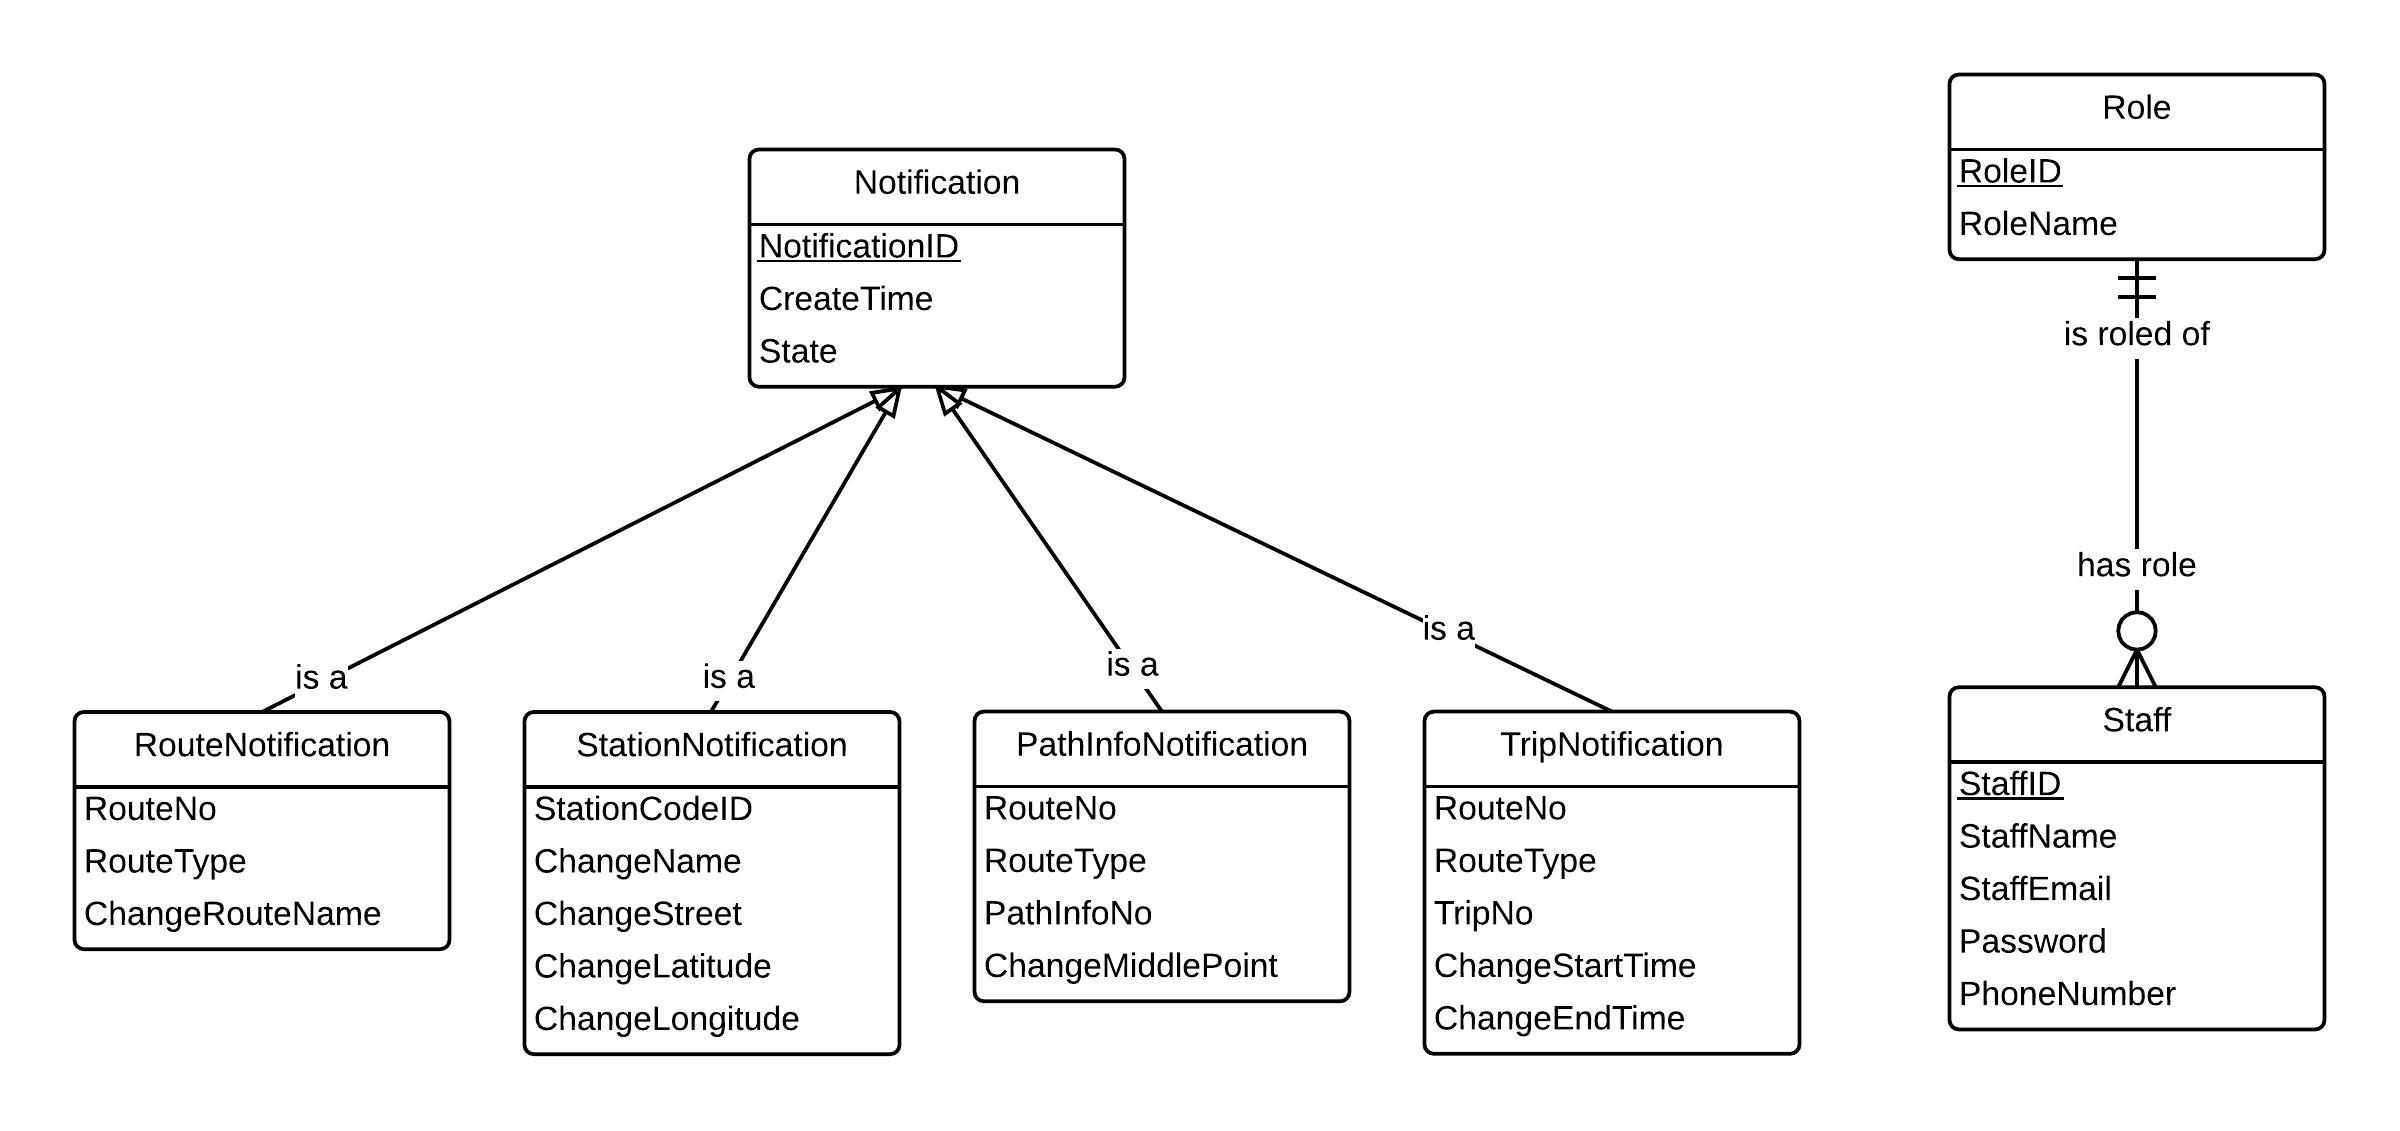 Notification
NotificationID
CreateTime
State
is a
is a
is a
is a
RouteNotification
RouteNo
RouteType
ChangeRouteName
StationNotification
StationCodeID
ChangeName
ChangeStreet
ChangeLatitude
ChangeLongitude
PathInfoNotification
RouteNo
RouteType
PathInfoNo
ChangeMiddlePoint
TripNotification
RouteNo
RouteType
TripNo
ChangeStartTime
ChangeEndTime
Role
RoleID
RoleName
is roled of
has role
Staff
StaffID
StaffName
StaffEmail
Password
PhoneNumber